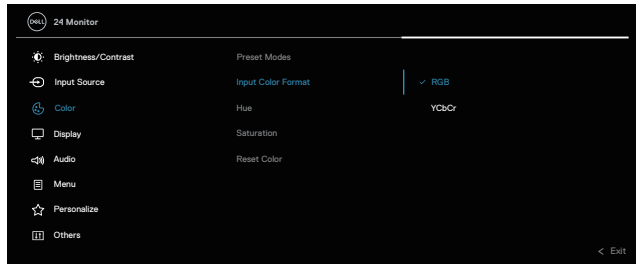 DELL 24 Monitor
Brightness/Contrast Preset Modes
Input Source Input Color Format ✓ RGB
Color Hue YCbCr
Display Saturation
Audio Reset Color
Menu
Personalize
Others
< Exit